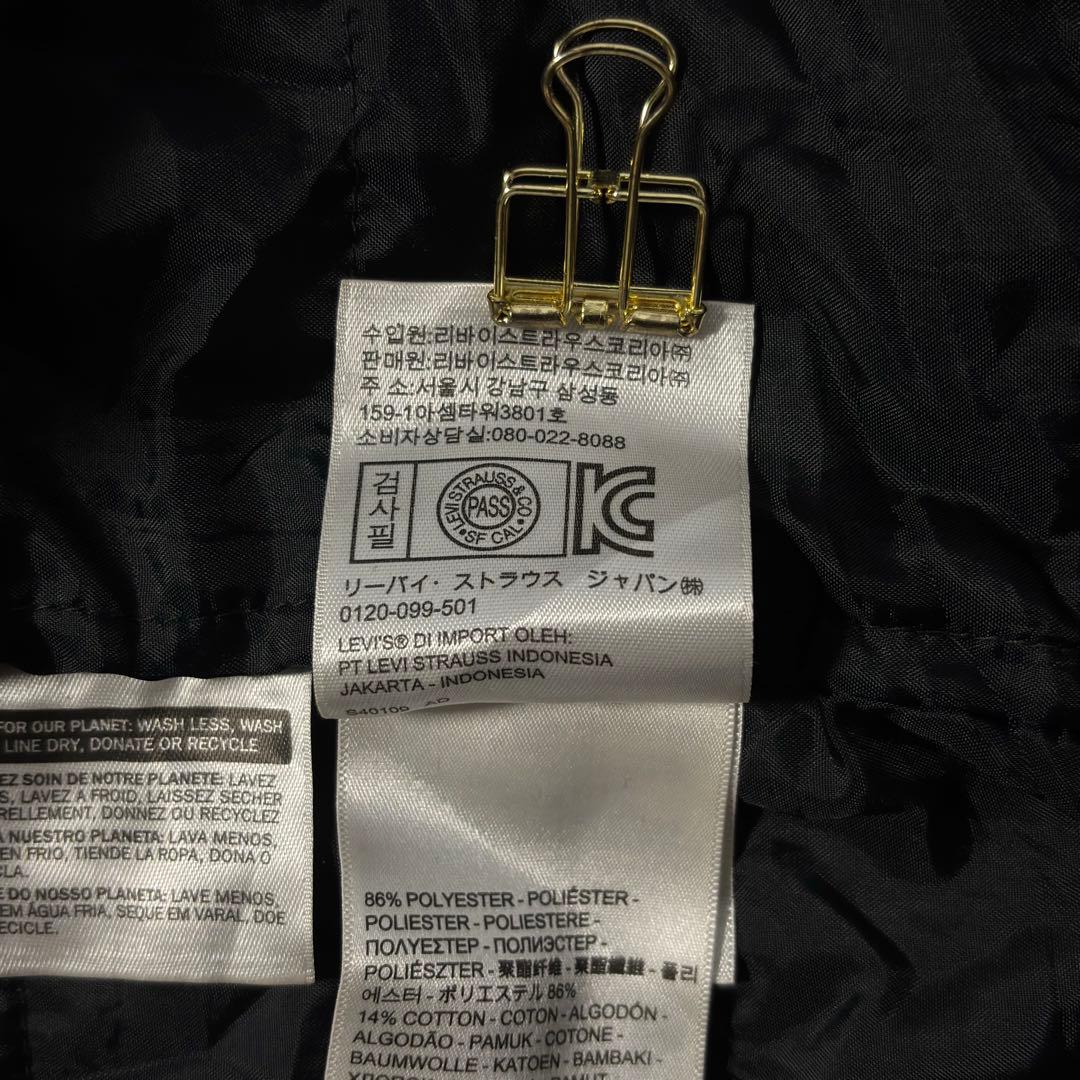 수입원:리바이스트라우스코리아㈜
판매원:리바이스트라우스코리아㈜
주 소:서울시 강남구 삼성동
159-1아셈타워3801호
소비자상담실:080-022-8088
검사필
LEVI STRAUSS & CO
PASS
SF CAL
リーバイ・ストラウス ジャパン㈱
0120-099-501
LEVI'S® DI IMPORT OLEH:
PT LEVI STRAUSS INDONESIA
JAKARTA - INDONESIA
FOR OUR PLANET: WASH LESS, WASH
LINE DRY, DONATE OR RECYCLE
EZ SOIN DE NOTRE PLANETE: LAVEZ
S, LAVEZ A FROID, LAISSEZ SECHER
RELLEMENT, DONNEZ OU RECYCLEZ
A NUESTRO PLANETA: LAVA MENOS,
EN FRIO, TIENDE LA ROPA, DONA O
CLA.
E DO NOSSO PLANETA: LAVE MENOS,
EM ÁGUA FRIA, SEQUE EM VARAL, DOE
ECICLE.
86% POLYESTER - POLIÉSTER -
POLIESTER - POLIESTERE -
ΠΟΛΥΕΣΤΕΡ - ПОЛИЭСТЕР -
POLIÉSZTER - 聚酯纤维 - 聚酯纖維 - 폴리
에스터 - ポリエステル 86%
14% COTTON - COTON - ALGODÓN -
ALGODÃO - PAMUK - COTONE -
BAUMWOLLE - KATOEN - BAMBAKI -